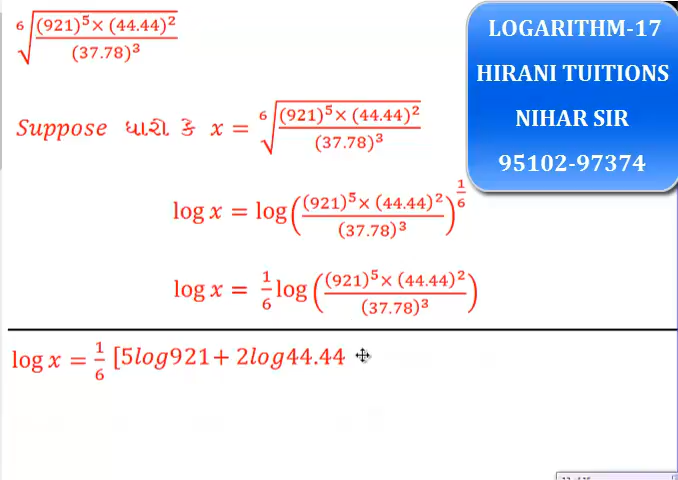 ⁶√((921)⁵× (44.44)² / (37.78)³)
LOGARITHM-17
HIRANI TUITIONS
NIHAR SIR
95102-97374
Suppose ધારો કે x = ⁶√((921)⁵× (44.44)² / (37.78)³)
log x = log((921)⁵× (44.44)² / (37.78)³)^(1/6)
log x = 1/6 log((921)⁵× (44.44)² / (37.78)³)
log x = 1/6 [5log921 + 2log44.44